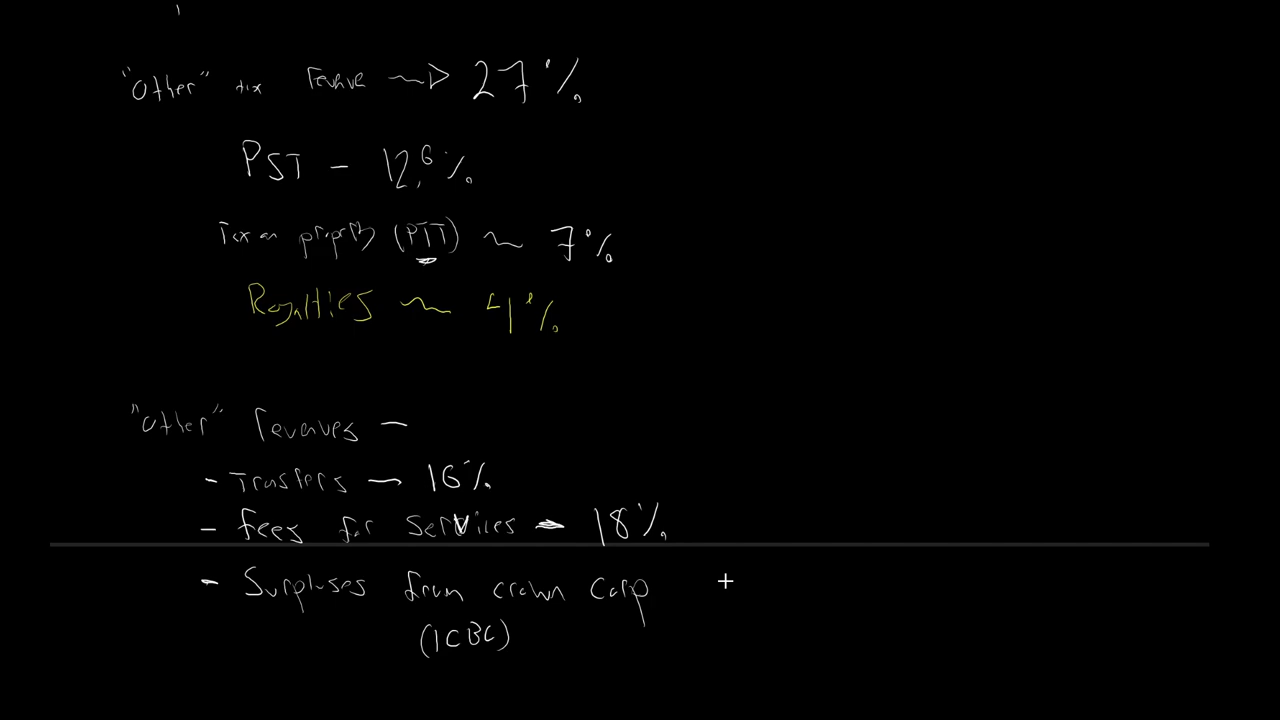 "Other" tax revenue ~> 27%
PST - 12.6%
Tax on property (PTT) ~ 7%
Royalties ~ 4%
"Other" revenues -
- Trasfers - 16%
- Fees for services - 18%
- Surpluses from crown corp
(ICBC)